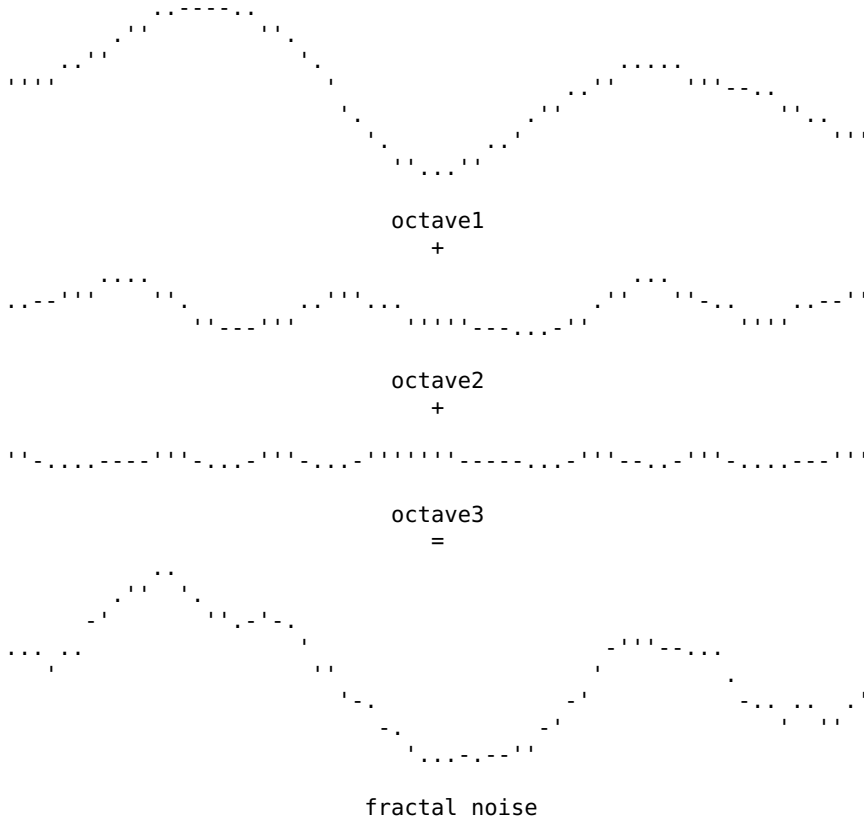 octave1
+
octave2
+
octave3
=
fractal noise